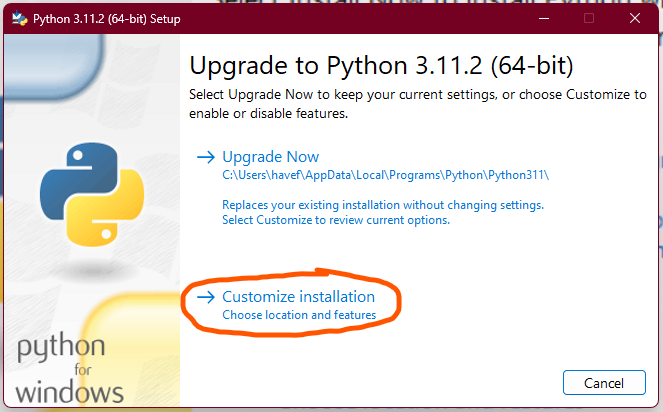 Python 3.11.2 (64-bit) Setup
Upgrade to Python 3.11.2 (64-bit)
Select Upgrade Now to keep your current settings, or choose Customize to
enable or disable features.
Upgrade Now
C:\Users\havef\AppData\Local\Programs\Python\Python311\
Replaces your existing installation without changing settings.
Select Customize to review current options.
Customize installation
Choose location and features
python
for
windows
Cancel